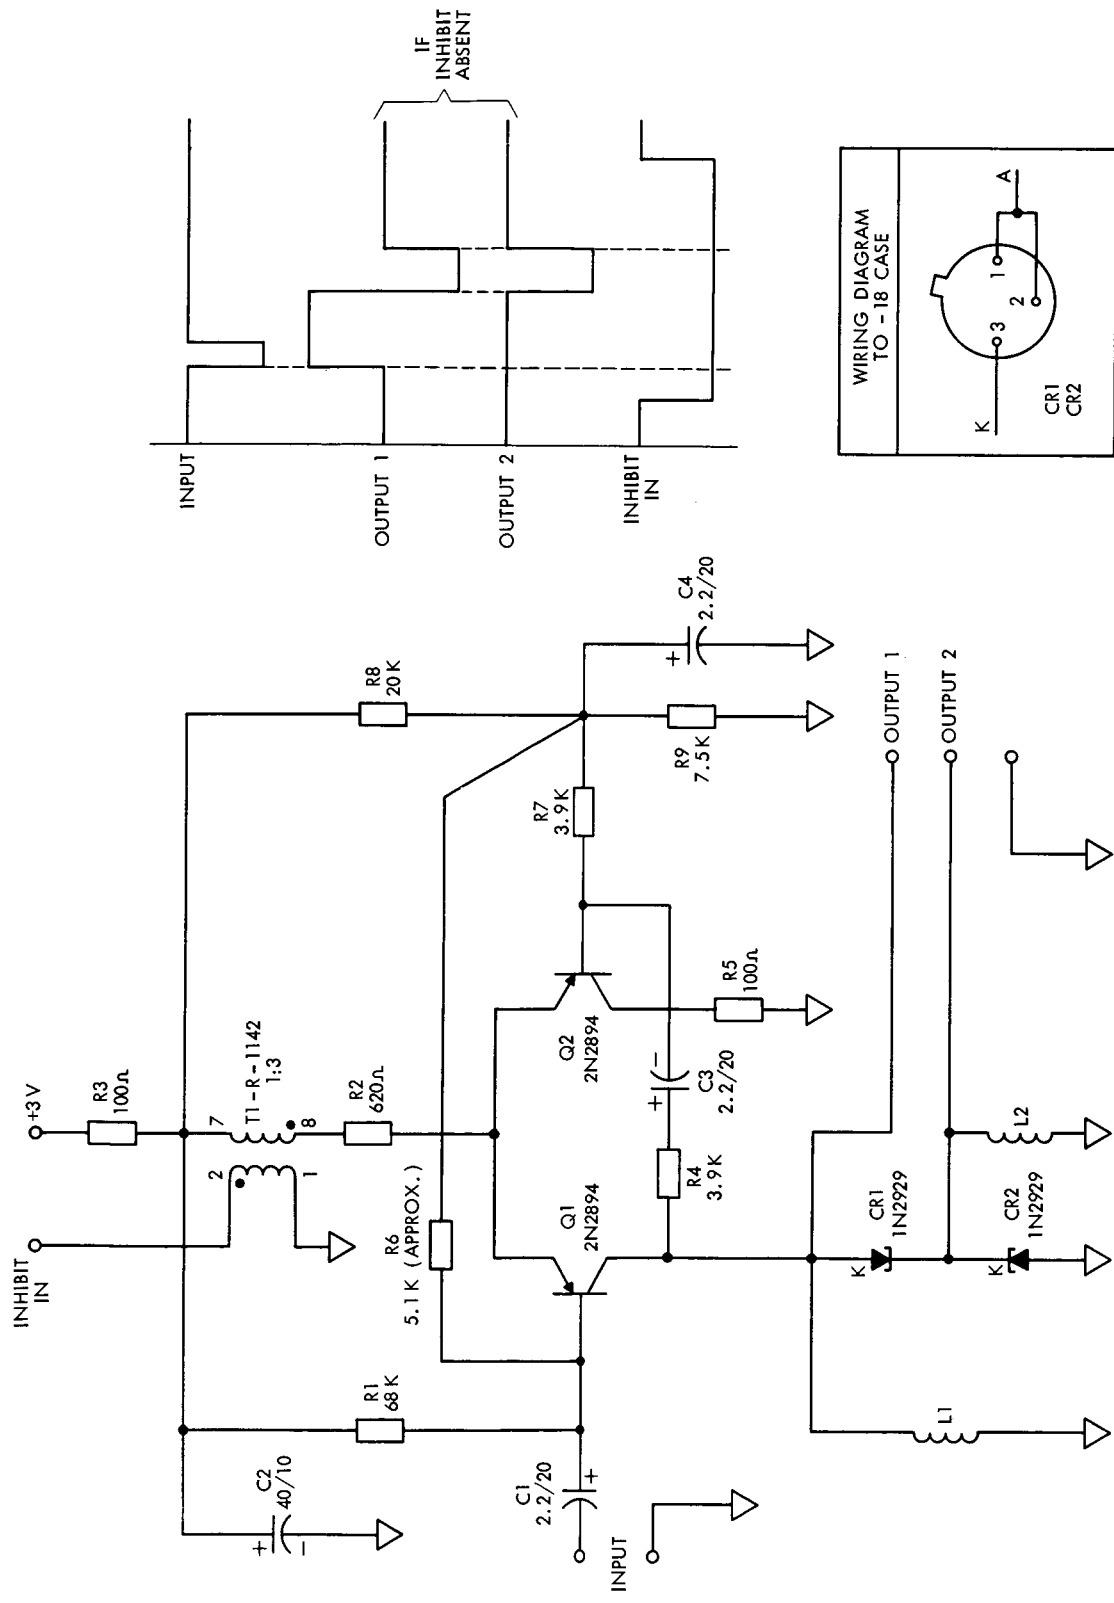 INHIBIT
IN
+3 V
R3
100Ω
C2
40/10
+
−
2
1
7
8
T1-R-1142
1:3
R1
68 K
R2
620Ω
R8
20 K
R6
5.1 K (APPROX.)
C1
2.2/20
+
INPUT
Q1
2N2894
Q2
2N2894
R7
3.9 K
R4
3.9 K
+
−
C3
2.2/20
R5
100Ω
R9
7.5 K
+
C4
2.2/20
L1
K
CR1
1N2929
K
CR2
1N2929
L2
OUTPUT 1
OUTPUT 2
INPUT
OUTPUT 1
OUTPUT 2
INHIBIT
IN
IF
INHIBIT
ABSENT
WIRING DIAGRAM
TO -18 CASE
K
3
1
2
A
CR1
CR2